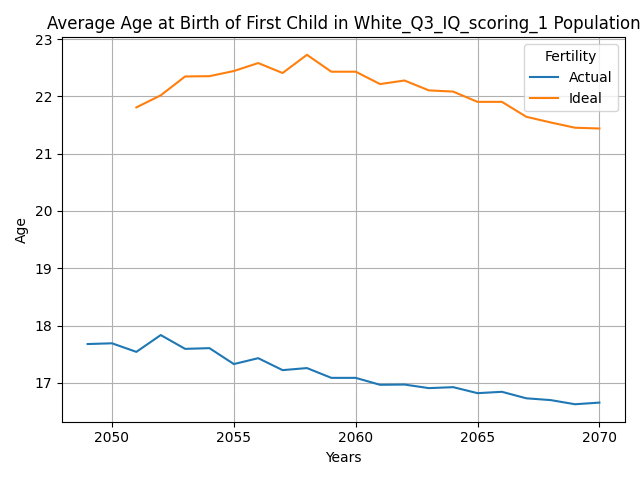 Average Age at Birth of First Child in White_Q3_IQ_scoring_1 Population
23
22
21
20
19
18
17
Age
Fertility
Actual
Ideal
2050 2055 2060 2065 2070
Years